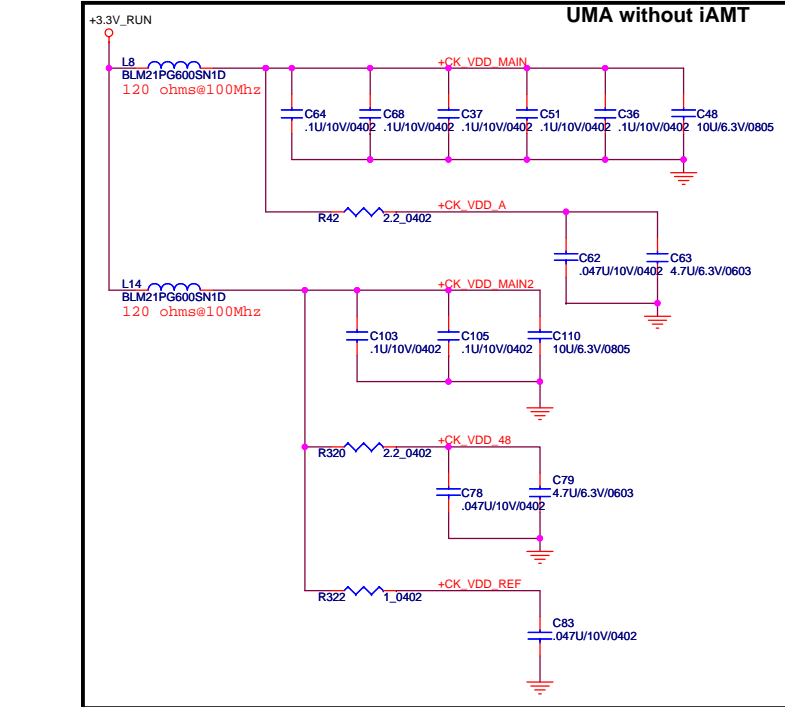 UMA without iAMT
+3.3V_RUN
L8
BLM21PG600SN1D
120 ohms@100Mhz
+CK_VDD_MAIN
C64
.1U/10V/0402
C68
.1U/10V/0402
C37
.1U/10V/0402
C51
.1U/10V/0402
C36
.1U/10V/0402
C48
10U/6.3V/0805
R42
2.2_0402
+CK_VDD_A
C62
.047U/10V/0402
C63
4.7U/6.3V/0603
L14
BLM21PG600SN1D
120 ohms@100Mhz
+CK_VDD_MAIN2
C103
.1U/10V/0402
C105
.1U/10V/0402
C110
10U/6.3V/0805
R320
2.2_0402
+CK_VDD_48
C78
.047U/10V/0402
C79
4.7U/6.3V/0603
R322
1_0402
+CK_VDD_REF
C83
.047U/10V/0402